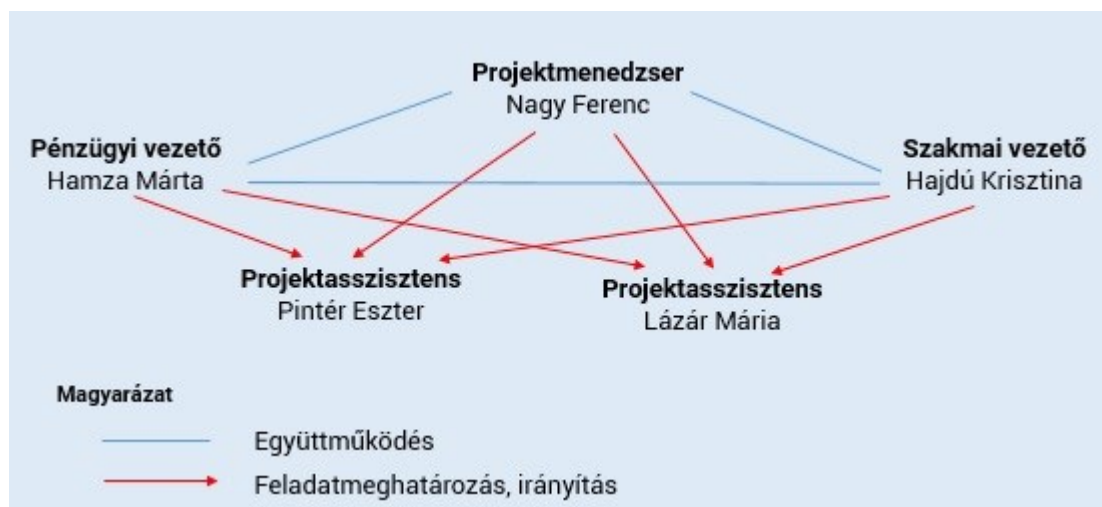 Projektmenedzser
Nagy Ferenc
Pénzügyi vezető
Hamza Márta
Szakmai vezető
Hajdú Krisztina
Projektasszisztens
Pintér Eszter
Projektasszisztens
Lázár Mária
Magyarázat
Együttműködés
Feladatmeghatározás, irányítás